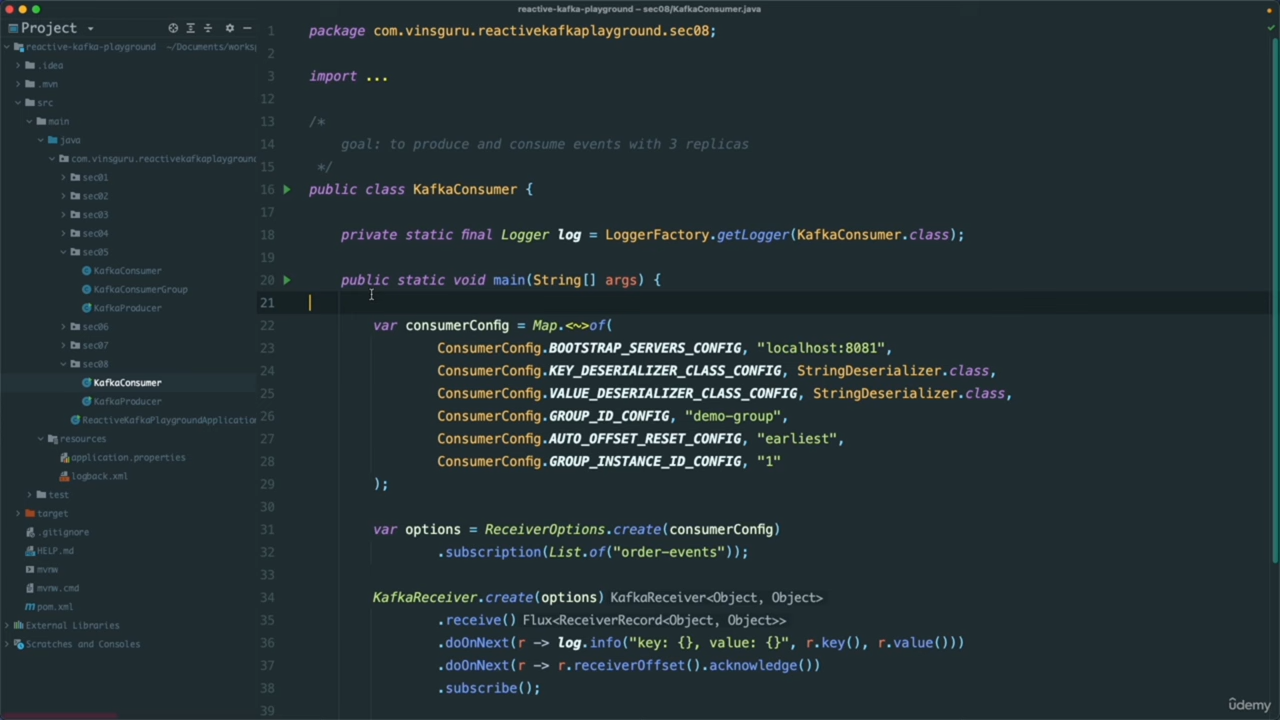 reactive-kafka-playground – sec08/KafkaConsumer.java
Project
reactive-kafka-playground ~/Documents/worksp
.idea
.mvn
src
main
java
com.vinsguru.reactivekafkaplayground
sec01
sec02
sec03
sec04
sec05
KafkaConsumer
KafkaConsumerGroup
KafkaProducer
sec06
sec07
sec08
KafkaConsumer
KafkaProducer
ReactiveKafkaPlaygroundApplication
resources
application.properties
logback.xml
test
target
.gitignore
HELP.md
mvnw
mvnw.cmd
pom.xml
External Libraries
Scratches and Consoles
1 package com.vinsguru.reactivekafkaplayground.sec08;
2
3 import ...
12
13 /*
14 goal: to produce and consume events with 3 replicas
15 */
16 public class KafkaConsumer {
17
18 private static final Logger log = LoggerFactory.getLogger(KafkaConsumer.class);
19
20 public static void main(String[] args) {
21
22 var consumerConfig = Map.<~>of(
23 ConsumerConfig.BOOTSTRAP_SERVERS_CONFIG, "localhost:8081",
24 ConsumerConfig.KEY_DESERIALIZER_CLASS_CONFIG, StringDeserializer.class,
25 ConsumerConfig.VALUE_DESERIALIZER_CLASS_CONFIG, StringDeserializer.class,
26 ConsumerConfig.GROUP_ID_CONFIG, "demo-group",
27 ConsumerConfig.AUTO_OFFSET_RESET_CONFIG, "earliest",
28 ConsumerConfig.GROUP_INSTANCE_ID_CONFIG, "1"
29 );
30
31 var options = ReceiverOptions.create(consumerConfig)
32 .subscription(List.of("order-events"));
33
34 KafkaReceiver.create(options) KafkaReceiver<Object, Object>
35 .receive() Flux<ReceiverRecord<Object, Object>>
36 .doOnNext(r -> log.info("key: {}, value: {}", r.key(), r.value()))
37 .doOnNext(r -> r.receiverOffset().acknowledge())
38 .subscribe();
39
ûdemy